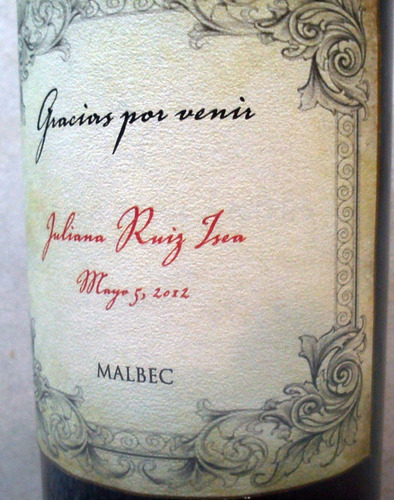 Gracias por venir
Juliana Ruiz Isea
Mayo 5, 2012
MALBEC